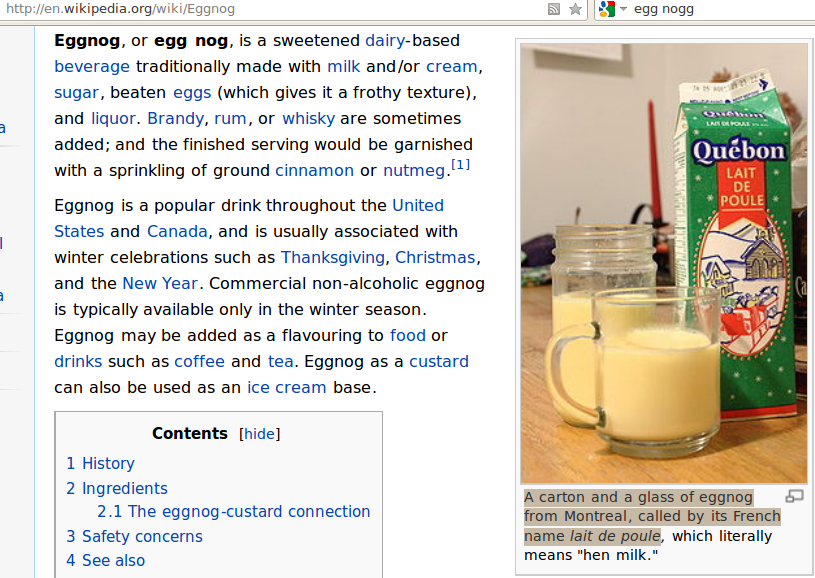 http://en.wikipedia.org/wiki/Eggnog
egg nogg
Eggnog, or egg nog, is a sweetened dairy-based
beverage traditionally made with milk and/or cream,
sugar, beaten eggs (which gives it a frothy texture),
and liquor. Brandy, rum, or whisky are sometimes
added; and the finished serving would be garnished
with a sprinkling of ground cinnamon or nutmeg.[1]
Eggnog is a popular drink throughout the United
States and Canada, and is usually associated with
winter celebrations such as Thanksgiving, Christmas,
and the New Year. Commercial non-alcoholic eggnog
is typically available only in the winter season.
Eggnog may be added as a flavouring to food or
drinks such as coffee and tea. Eggnog as a custard
can also be used as an ice cream base.
Contents [hide]
1 History
2 Ingredients
2.1 The eggnog-custard connection
3 Safety concerns
4 See also
Québon
LAIT DE POULE
Québon
LAIT
DE
POULE
A carton and a glass of eggnog
from Montreal, called by its French
name lait de poule, which literally
means "hen milk."